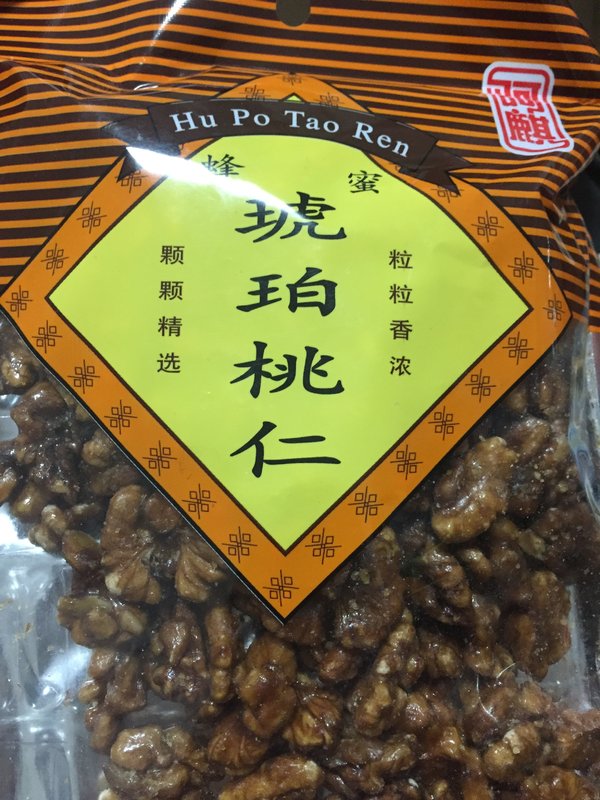 Hu Po Tao Ren
蜂蜜
琥珀桃仁
颗颗精选
粒粒香浓